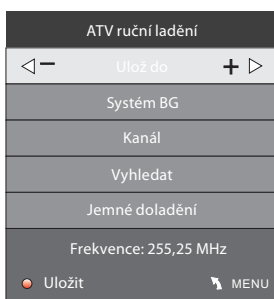 ATV ruční ladění
Ulož do
Systém BG
Kanál
Vyhledat
Jemné doladění
Frekvence: 255,25 MHz
Uložit MENU